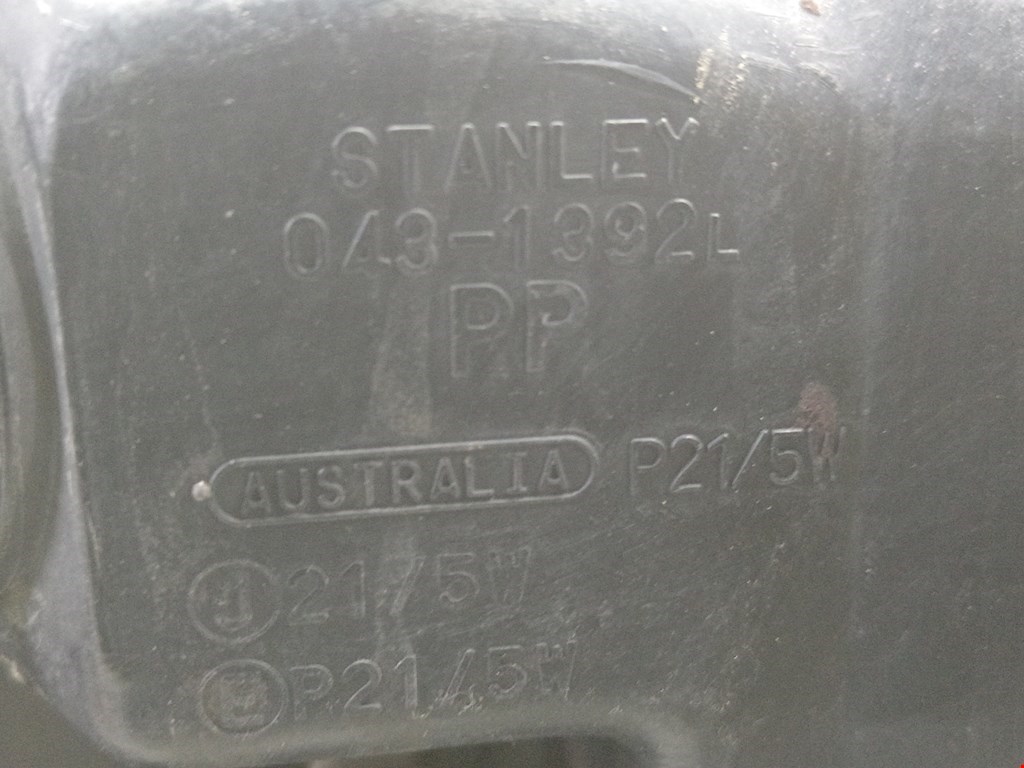 STANLEY
043-1392L
PP
AUSTRALIA P21/5W
J 21/5W
E P21/5W